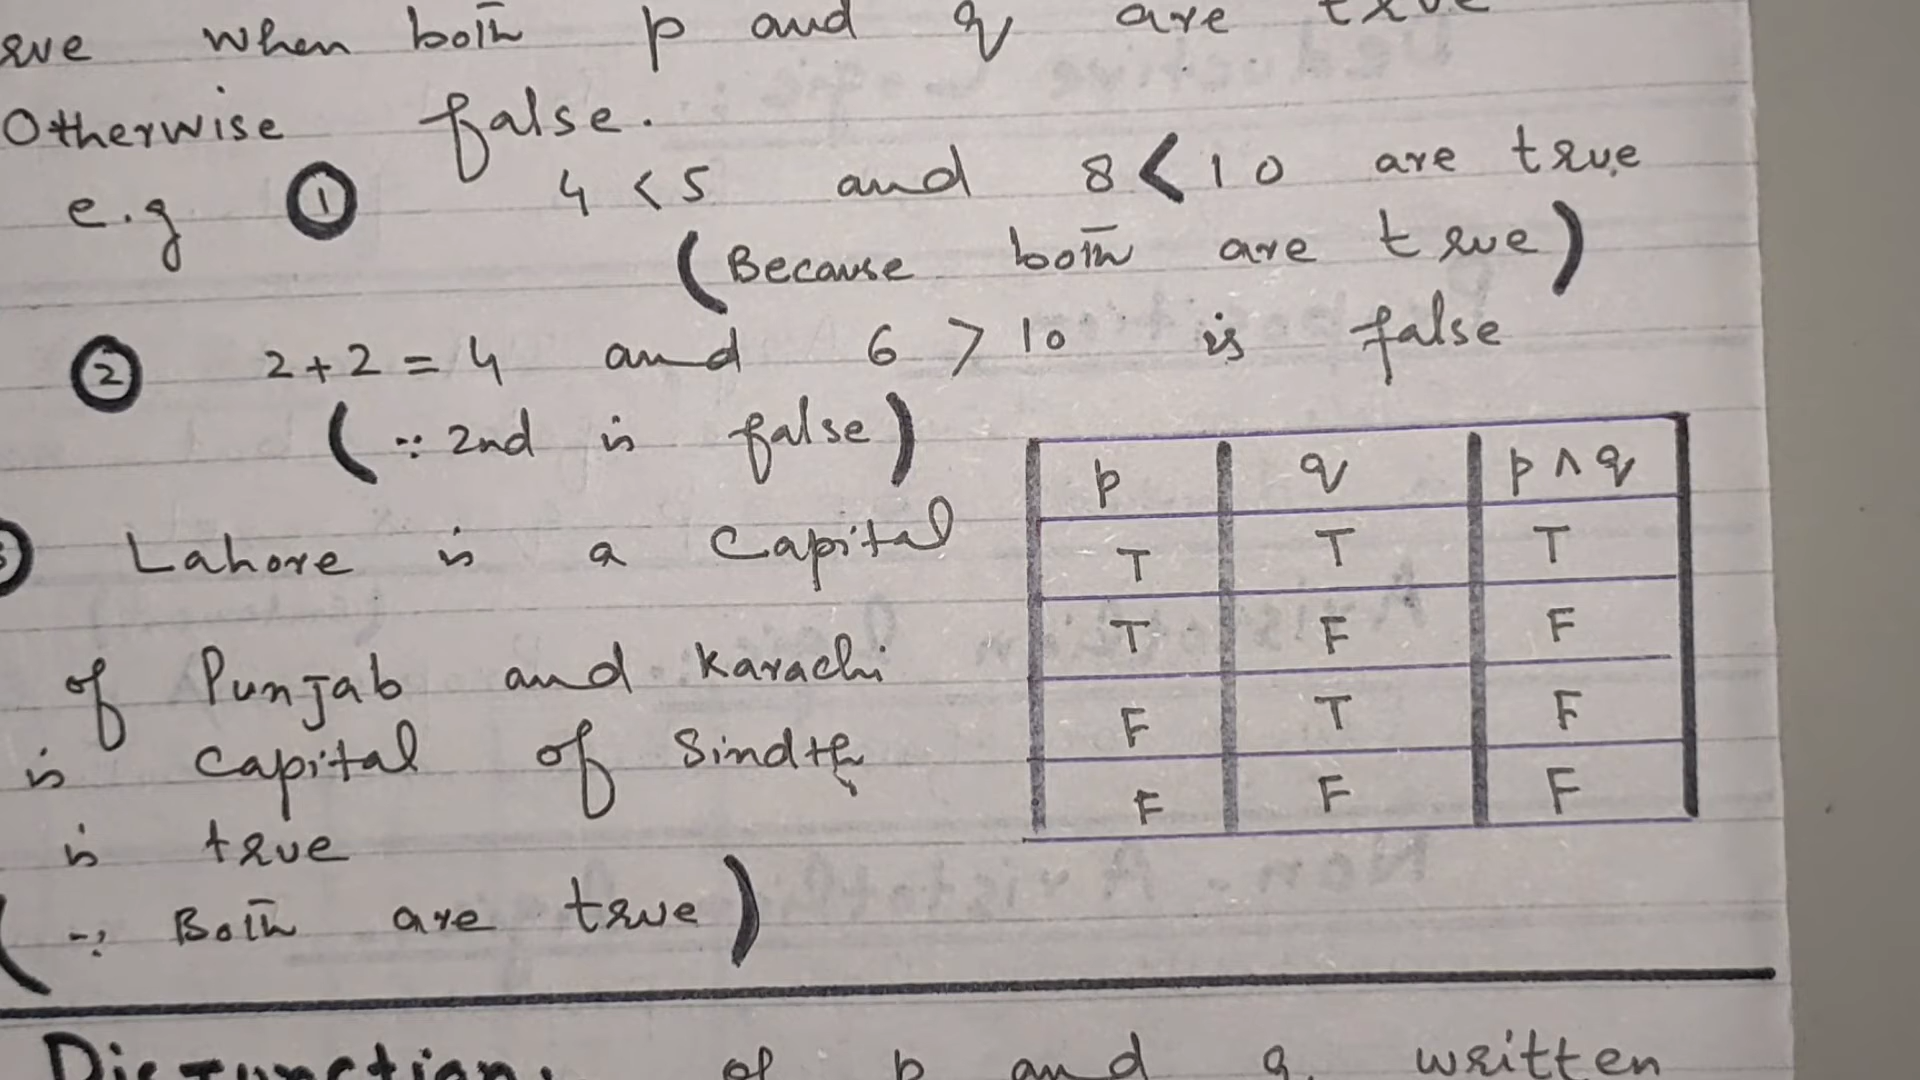 when both p and q are true
Otherwise false.
e.g ① 4 < 5 and 8 < 10 are true
(Because both are true)
② 2+2 = 4 and 6 > 10 is false
(∵ 2nd is false)
p q p ∧ q
T T T
T F F
F T F
F F F
Lahore is a Capital
of Punjab and Karachi
is Capital of Sindth
is true
(∵ Both are true)
Disjunction: of p and q written